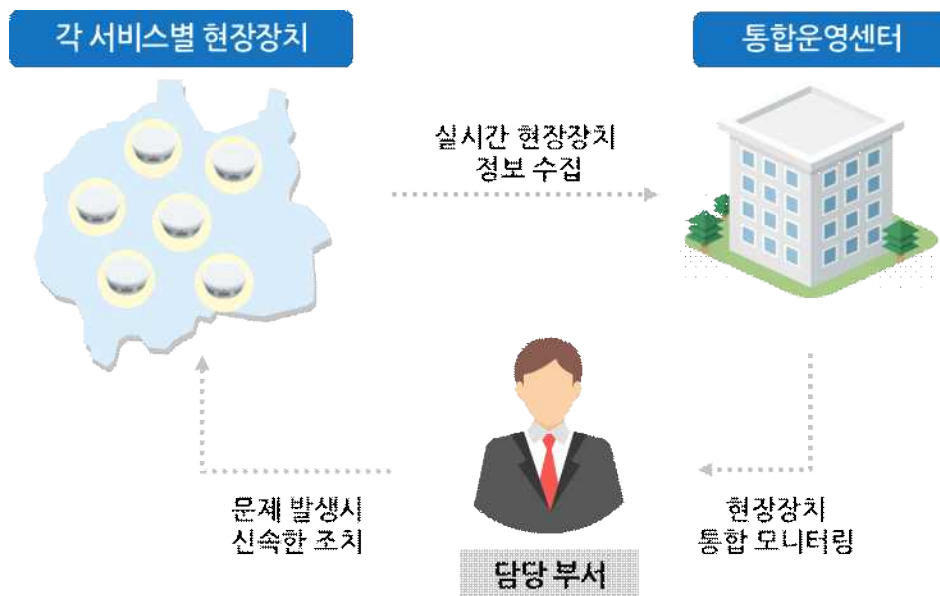 각 서비스별 현장장치
통합운영센터
실시간 현장장치
정보 수집
문제 발생시
신속한 조치
현장장치
통합 모니터링
담당 부서